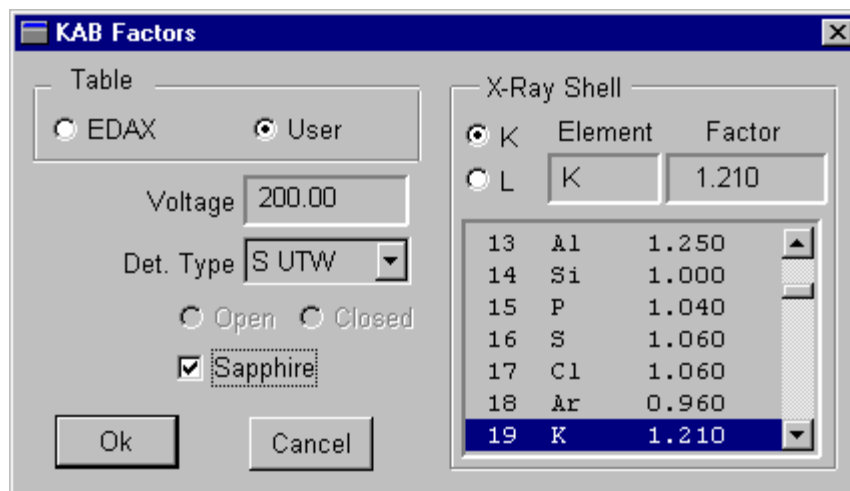 KAB Factors
Table
EDAX User
Voltage 200.00
Det. Type S UTW
Open Closed
Sapphire
Ok Cancel
X-Ray Shell
K Element Factor
L K 1.210
13 Al 1.250
14 Si 1.000
15 P 1.040
16 S 1.060
17 Cl 1.060
18 Ar 0.960
19 K 1.210